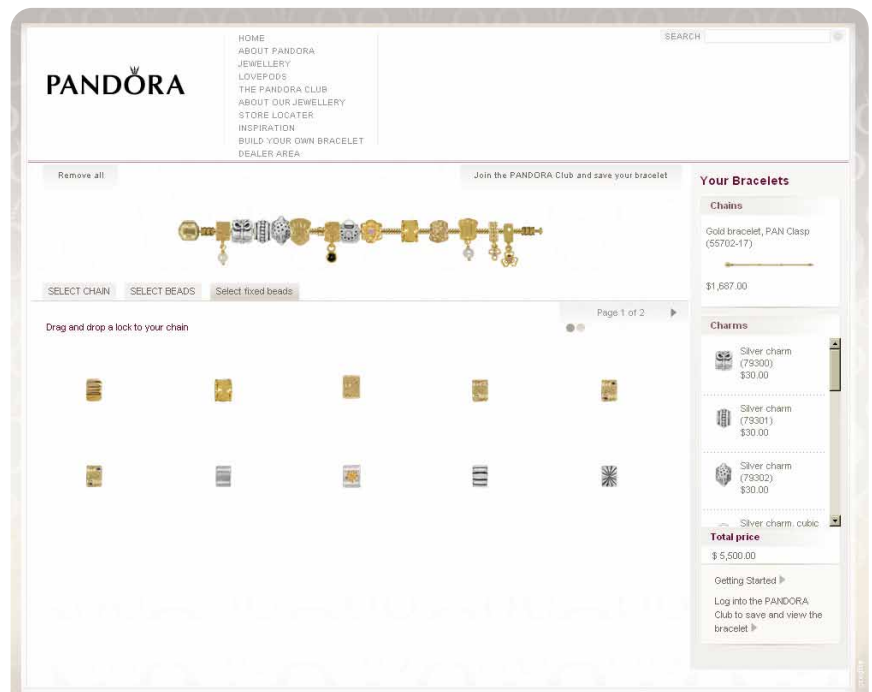 PANDORA
HOME
ABOUT PANDORA
JEWELLERY
LOVEPODS
THE PANDORA CLUB
ABOUT OUR JEWELLERY
STORE LOCATER
INSPIRATION
BUILD YOUR OWN BRACELET
DEALER AREA
SEARCH
Remove all
Join the PANDORA Club and save your bracelet
SELECT CHAIN
SELECT BEADS
Select fixed beads
Page 1 of 2
Drag and drop a lock to your chain
Your Bracelets
Chains
Gold bracelet, PAN Clasp
(55702-17)
$1,687.00
Charms
Silver charm
(79300)
$30.00
Silver charm
(79301)
$30.00
Silver charm
(79302)
$30.00
Silver charm, cubic
Total price
$ 5,500.00
Getting Started
Log into the PANDORA
Club to save and view the
bracelet